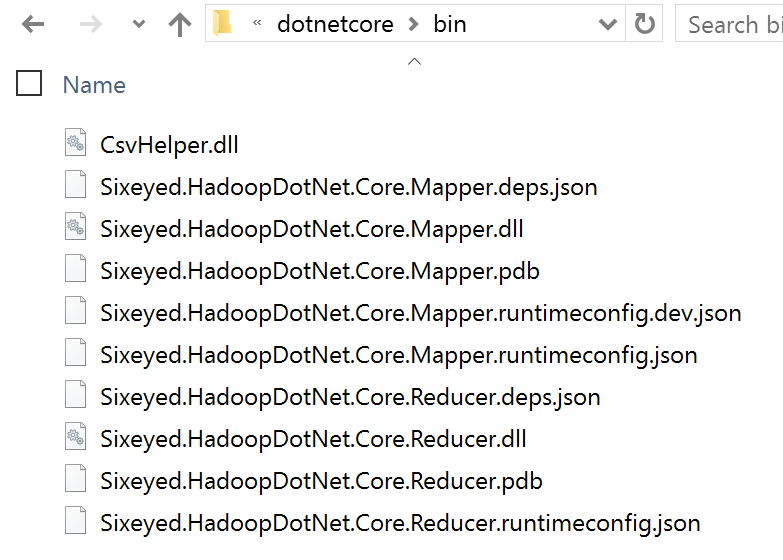 « dotnetcore > bin
Search bi
Name
CsvHelper.dll
Sixeyed.HadoopDotNet.Core.Mapper.deps.json
Sixeyed.HadoopDotNet.Core.Mapper.dll
Sixeyed.HadoopDotNet.Core.Mapper.pdb
Sixeyed.HadoopDotNet.Core.Mapper.runtimeconfig.dev.json
Sixeyed.HadoopDotNet.Core.Mapper.runtimeconfig.json
Sixeyed.HadoopDotNet.Core.Reducer.deps.json
Sixeyed.HadoopDotNet.Core.Reducer.dll
Sixeyed.HadoopDotNet.Core.Reducer.pdb
Sixeyed.HadoopDotNet.Core.Reducer.runtimeconfig.json